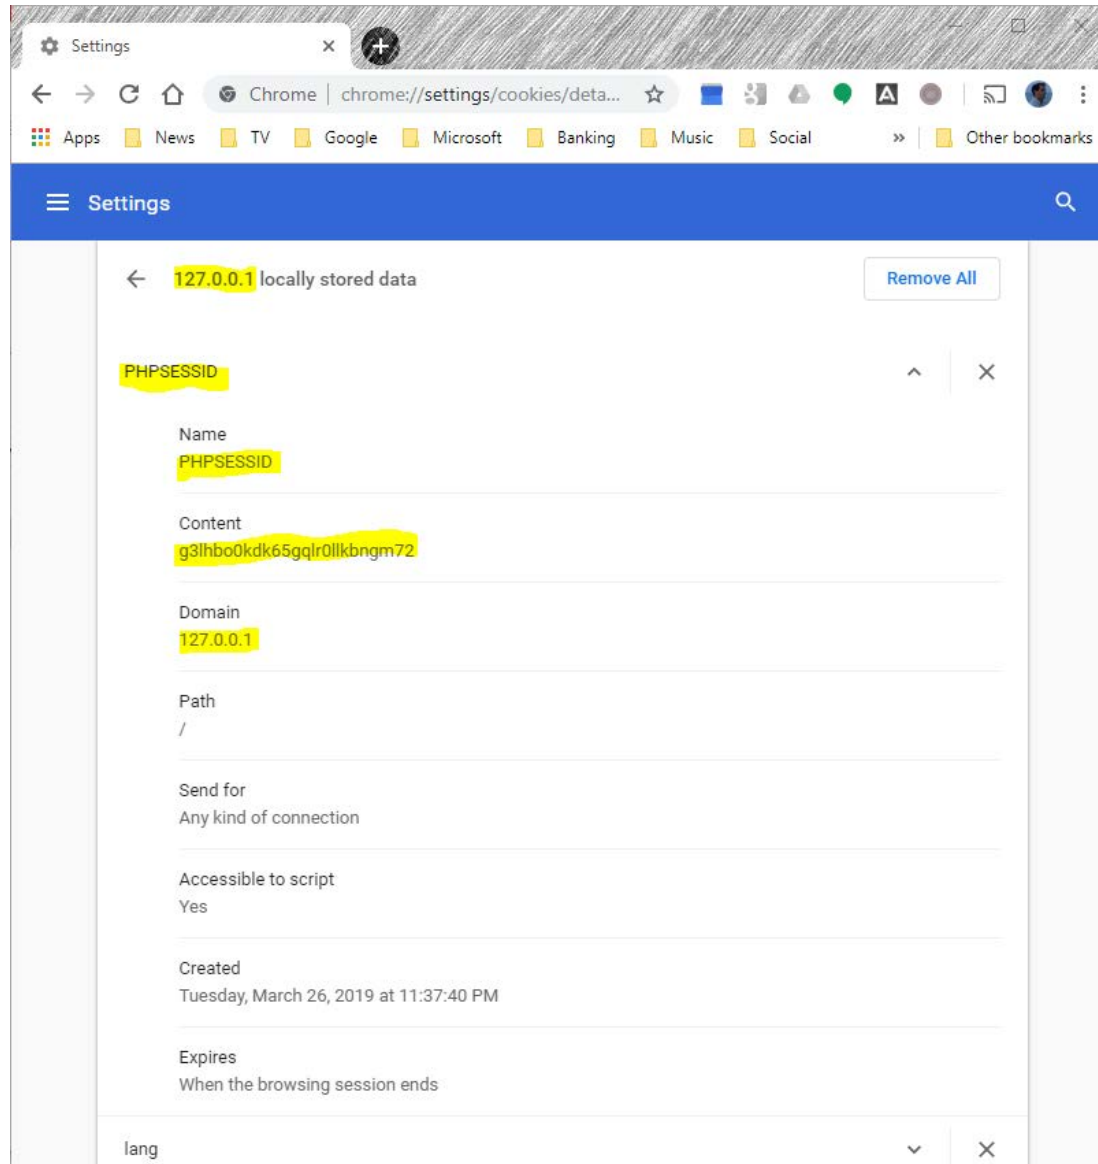 Settings
Chrome | chrome://settings/cookies/deta...
Apps News TV Google Microsoft Banking Music Social » Other bookmarks
Settings
127.0.0.1 locally stored data Remove All
PHPSESSID
Name
PHPSESSID
Content
g3lhbo0kdk65gqlr0llkbngm72
Domain
127.0.0.1
Path
/
Send for
Any kind of connection
Accessible to script
Yes
Created
Tuesday, March 26, 2019 at 11:37:40 PM
Expires
When the browsing session ends
lang